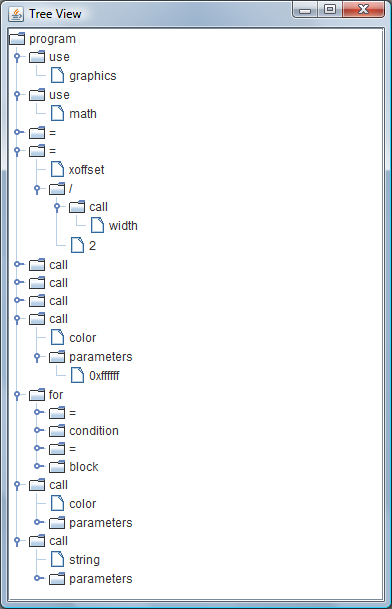 Tree View
program
use
graphics
use
math
=
=
xoffset
/
call
width
2
call
call
call
call
color
parameters
0xffffff
for
=
condition
=
block
call
color
parameters
call
string
parameters